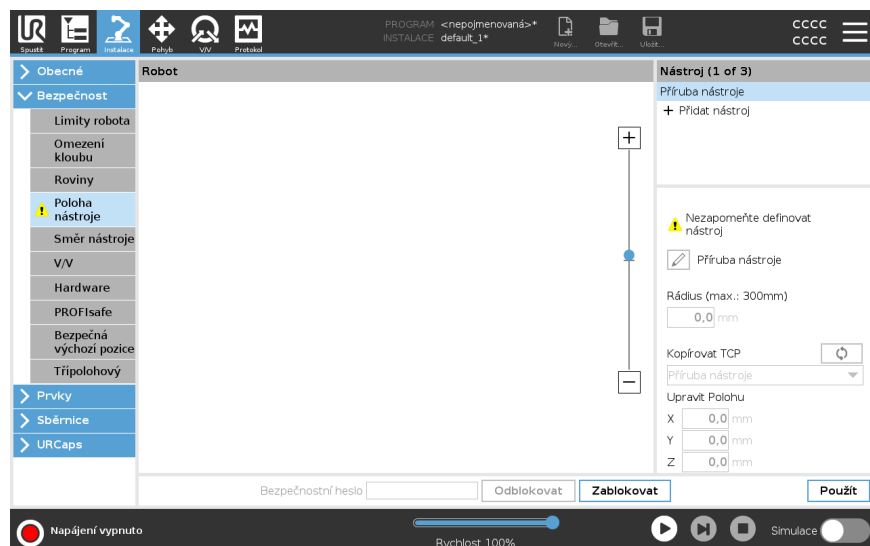 PROGRAM <nepojmenovaná>*
INSTALACE default_1*
Spustit
Program
Instalace
Pohyb
V/V
Protokol
Nový...
Otevřít...
Uložit...
CCCC
CCCC
Obecné
Bezpečnost
Limity robota
Omezení
kloubu
Roviny
Poloha
nástroje
Směr nástroje
V/V
Hardware
PROFIsafe
Bezpečná
výchozí pozice
Třípolohový
Prvky
Sběrnice
URCaps
Robot
Nástroj (1 of 3)
Příruba nástroje
+ Přidat nástroj
Nezapomeňte definovat
nástroj
Příruba nástroje
Rádius (max.: 300mm)
0,0 mm
Kopírovat TCP
Příruba nástroje
Upravit Polohu
X 0,0 mm
Y 0,0 mm
Z 0,0 mm
Bezpečnostní heslo
Odblokovat
Zablokovat
Použít
Napájení vypnuto
Rychlost 100%
Simulace